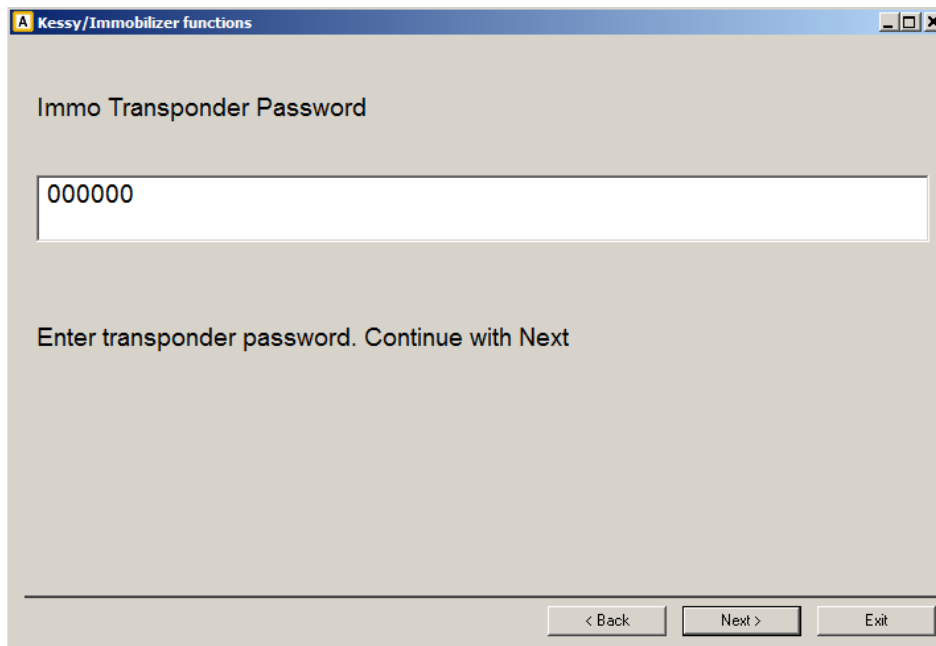 A Kessy/Immobilizer functions
Immo Transponder Password
000000
Enter transponder password. Continue with Next
< Back Next > Exit